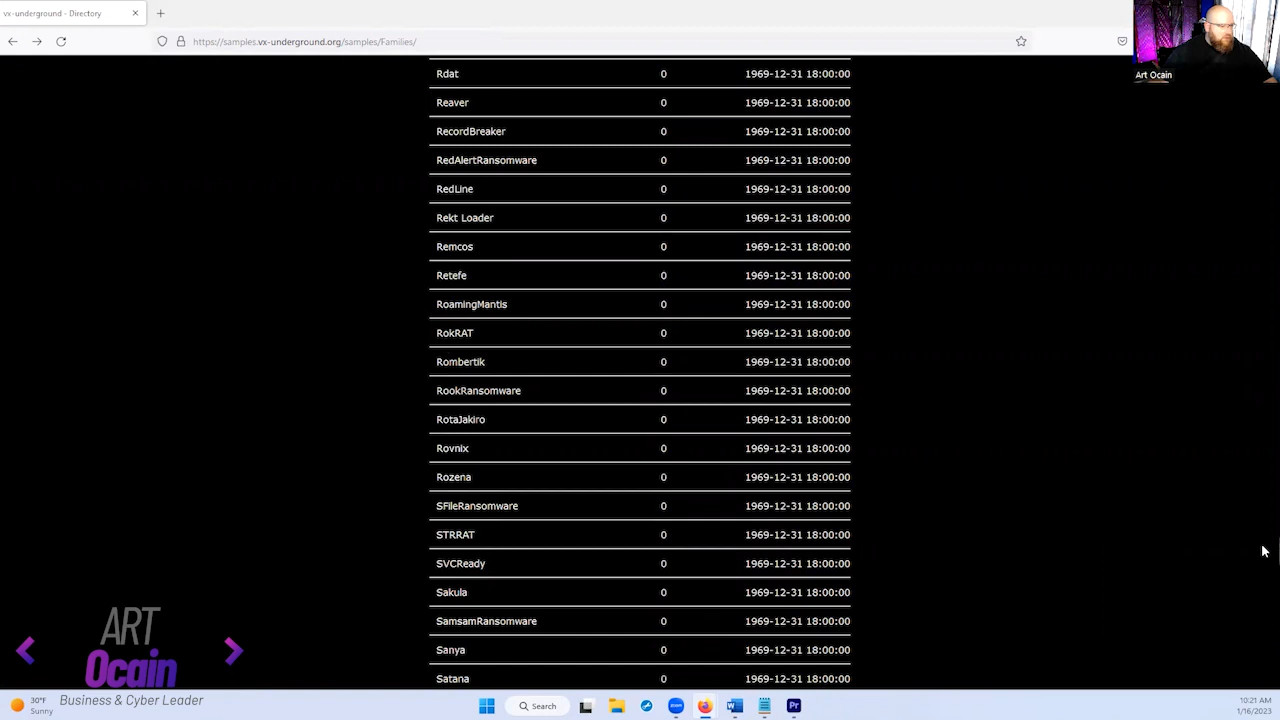 vx-underground - Directory
https://samples.vx-underground.org/samples/Families/
Art Ocain
Rdat 0 1969-12-31 18:00:00
Reaver 0 1969-12-31 18:00:00
RecordBreaker 0 1969-12-31 18:00:00
RedAlertRansomware 0 1969-12-31 18:00:00
RedLine 0 1969-12-31 18:00:00
Rekt Loader 0 1969-12-31 18:00:00
Remcos 0 1969-12-31 18:00:00
Retefe 0 1969-12-31 18:00:00
RoamingMantis 0 1969-12-31 18:00:00
RokRAT 0 1969-12-31 18:00:00
Rombertik 0 1969-12-31 18:00:00
RookRansomware 0 1969-12-31 18:00:00
RotaJakiro 0 1969-12-31 18:00:00
Rovnix 0 1969-12-31 18:00:00
Rozena 0 1969-12-31 18:00:00
SFileRansomware 0 1969-12-31 18:00:00
STRRAT 0 1969-12-31 18:00:00
SVCReady 0 1969-12-31 18:00:00
Sakula 0 1969-12-31 18:00:00
SamsamRansomware 0 1969-12-31 18:00:00
Sanya 0 1969-12-31 18:00:00
Satana 0 1969-12-31 18:00:00
ART
Ocain
Business & Cyber Leader
30°F
Sunny
Search
zoom
W
Pr
10:21 AM
1/16/2023